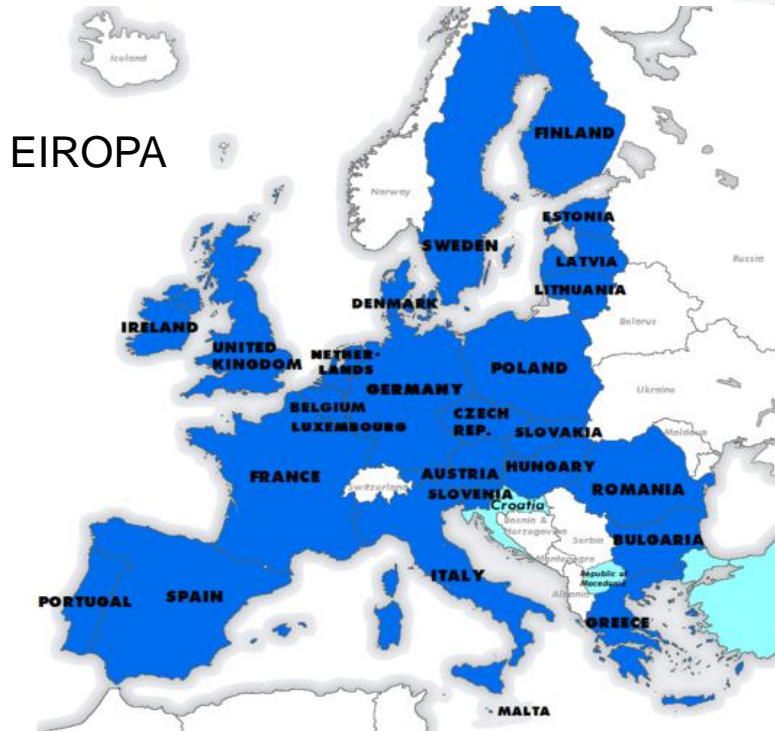 Iceland
EIROPA
FINLAND
Norway
ESTONIA
SWEDEN
Russia
LATVIA
LITHUANIA
DENMARK
IRELAND
Belarus
UNITED
KINGDOM
NETHER-
LANDS
POLAND
GERMANY
Ukraine
BELGIUM
LUXEMBOURG
CZECH
REP.
SLOVAKIA
Moldova
FRANCE
Switzerland
AUSTRIA
HUNGARY
ROMANIA
SLOVENIA
Croatia
Bosnia &
Herzegovina
Serbia
BULGARIA
Montenegro
ITALY
Republic of
Macedonia
Albania
PORTUGAL
SPAIN
GREECE
MALTA